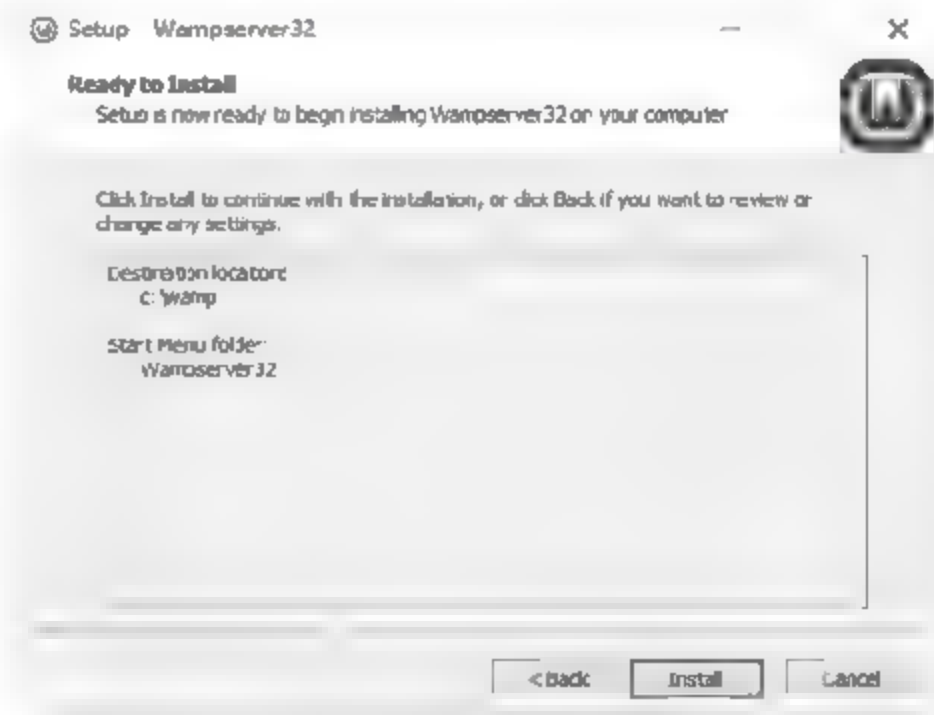 Setup Wampserver32
Ready to Install
Setup is now ready to begin installing Wampserver32 on your computer
Click Install to continue with the installation, or click Back if you want to review or
change any settings.
Destination location:
c:\wamp
Start Menu folder:
Wampserver32
< Back Install Cancel